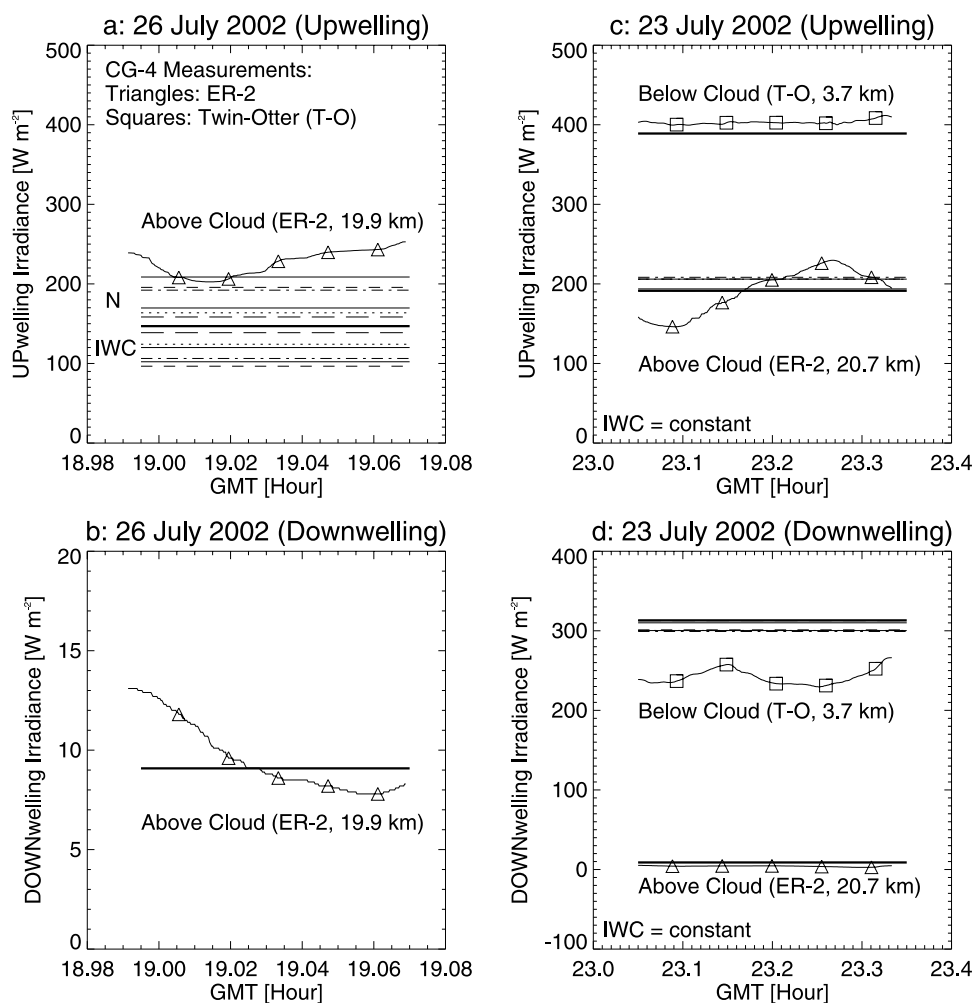 a: 26 July 2002 (Upwelling)
UPwelling Irradiance [W m-2]
500
400
300
200
100
0
CG-4 Measurements:
Triangles: ER-2
Squares: Twin-Otter (T-O)
Above Cloud (ER-2, 19.9 km)
N
IWC
18.98 19.00 19.02 19.04 19.06 19.08
GMT [Hour]
c: 23 July 2002 (Upwelling)
UPwelling Irradiance [W m-2]
500
400
300
200
100
0
Below Cloud (T-O, 3.7 km)
Above Cloud (ER-2, 20.7 km)
IWC = constant
23.0 23.1 23.2 23.3 23.4
GMT [Hour]
b: 26 July 2002 (Downwelling)
DOWNwelling Irradiance [W m-2]
20
15
10
5
0
Above Cloud (ER-2, 19.9 km)
18.98 19.00 19.02 19.04 19.06 19.08
GMT [Hour]
d: 23 July 2002 (Downwelling)
DOWNwelling Irradiance [W m-2]
400
300
200
100
0
-100
Below Cloud (T-O, 3.7 km)
Above Cloud (ER-2, 20.7 km)
IWC = constant
23.0 23.1 23.2 23.3 23.4
GMT [Hour]